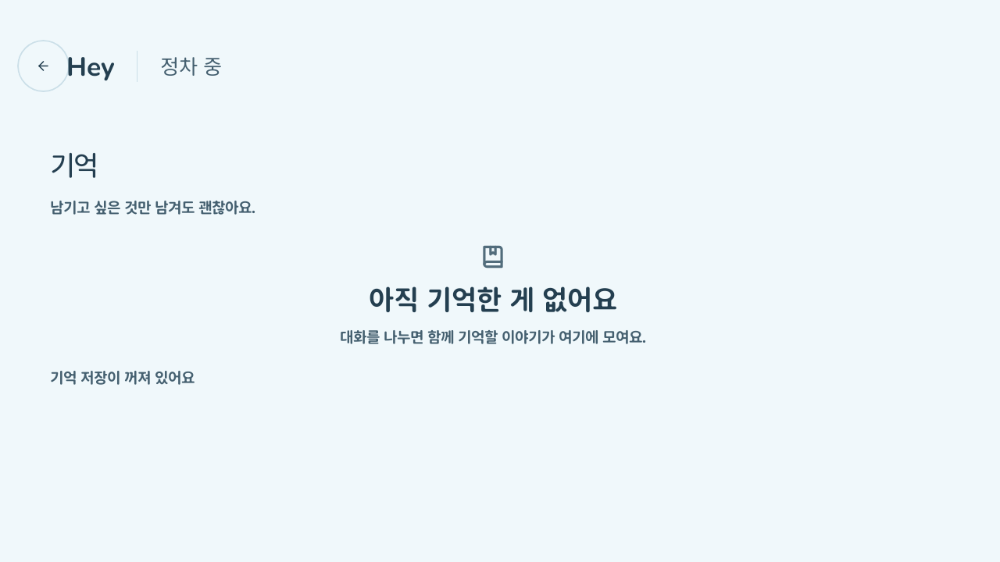 Hey 정차 중
기억
남기고 싶은 것만 남겨도 괜찮아요.
아직 기억한 게 없어요
대화를 나누면 함께 기억할 이야기가 여기에 모여요.
기억 저장이 꺼져 있어요